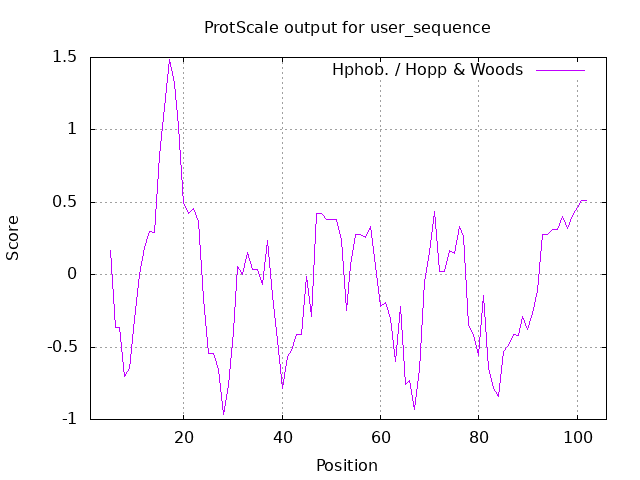 ProtScale output for user_sequence
Hphob. / Hopp & Woods
1.5
1
0.5
0
-0.5
-1
Score
20 40 60 80 100
Position